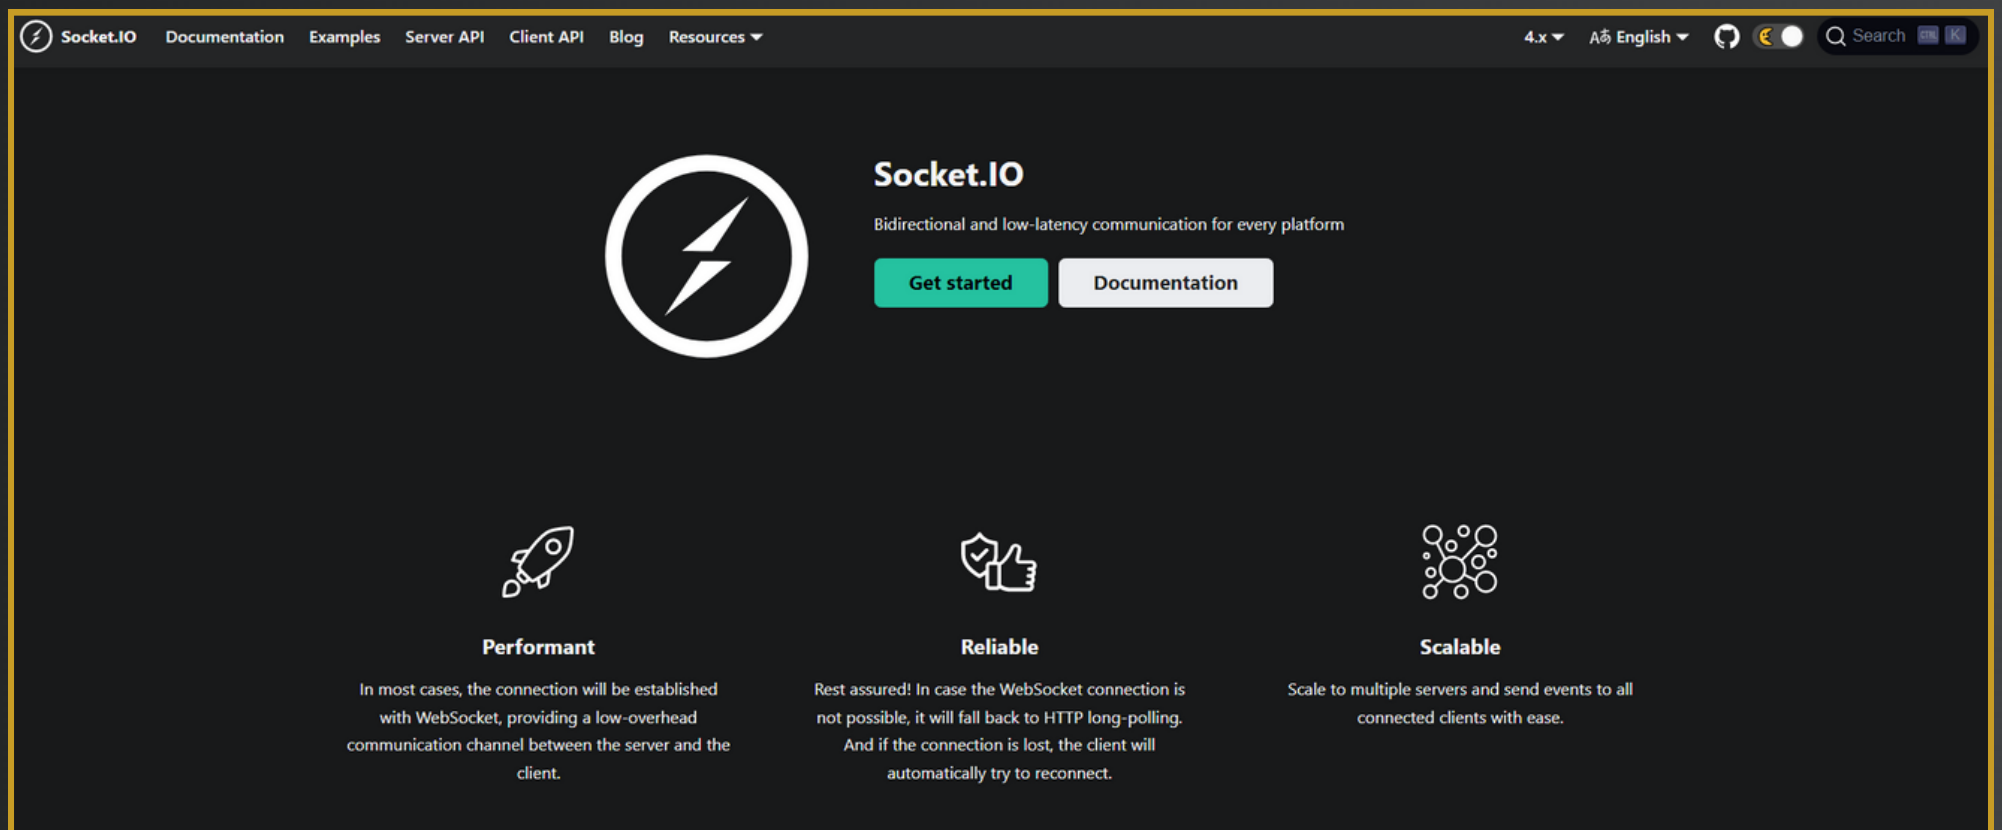 Socket.IO Documentation Examples Server API Client API Blog Resources 4.x Aあ English Search CTRL K
Socket.IO
Bidirectional and low-latency communication for every platform
Get started Documentation
Performant
In most cases, the connection will be established
with WebSocket, providing a low-overhead
communication channel between the server and the
client.
Reliable
Rest assured! In case the WebSocket connection is
not possible, it will fall back to HTTP long-polling.
And if the connection is lost, the client will
automatically try to reconnect.
Scalable
Scale to multiple servers and send events to all
connected clients with ease.